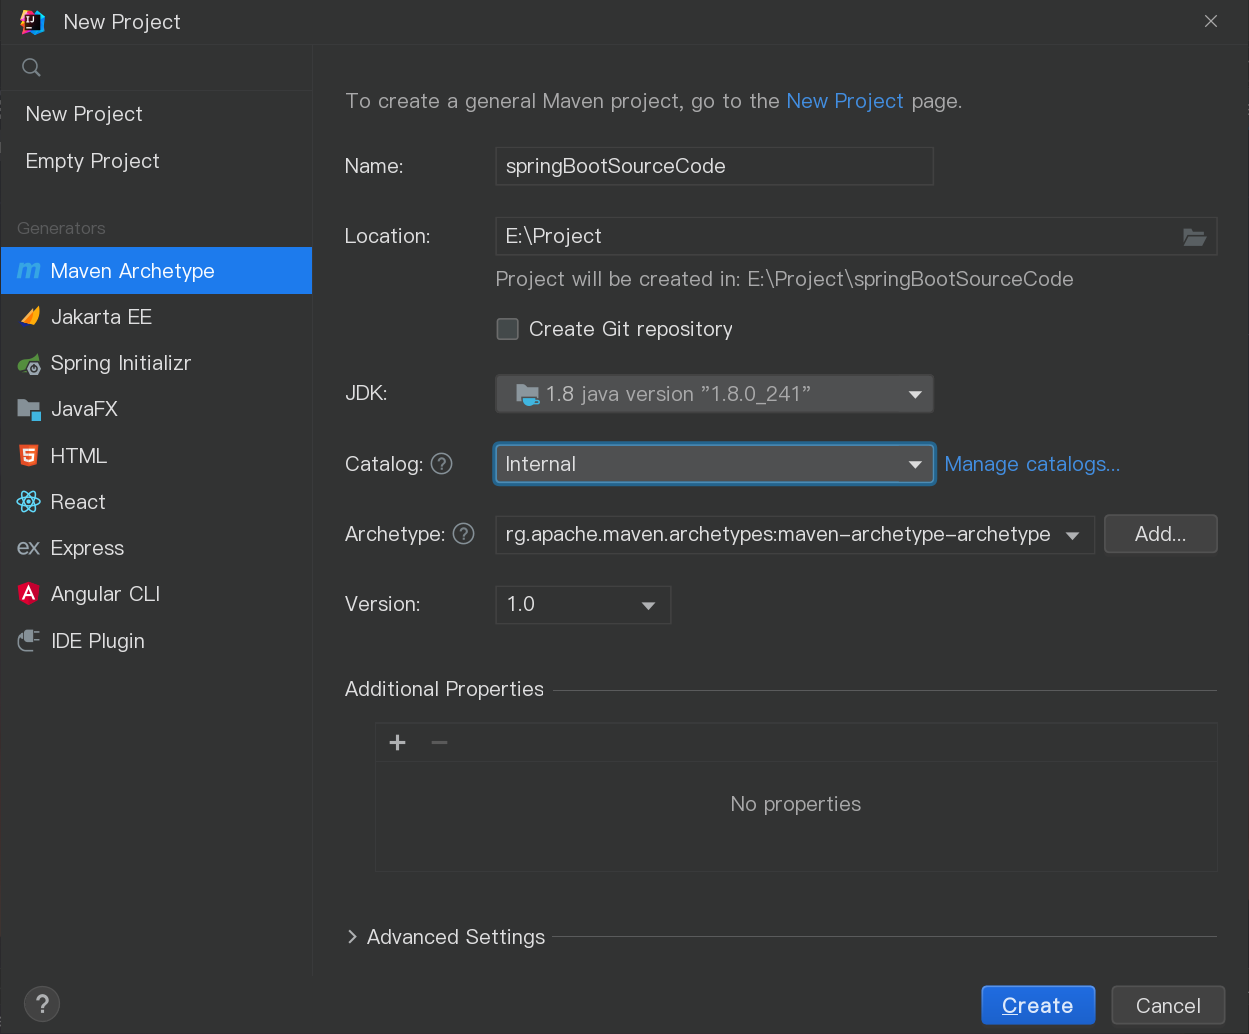 New Project
New Project
Empty Project
Generators
Maven Archetype
Jakarta EE
Spring Initializr
JavaFX
HTML
React
Express
Angular CLI
IDE Plugin
To create a general Maven project, go to the New Project page.
Name: springBootSourceCode
Location: E:\Project
Project will be created in: E:\Project\springBootSourceCode
Create Git repository
JDK: 1.8 java version "1.8.0_241"
Catalog: ? Internal Manage catalogs...
Archetype: ? rg.apache.maven.archetypes:maven-archetype-archetype Add...
Version: 1.0
Additional Properties
No properties
Advanced Settings
? Create Cancel